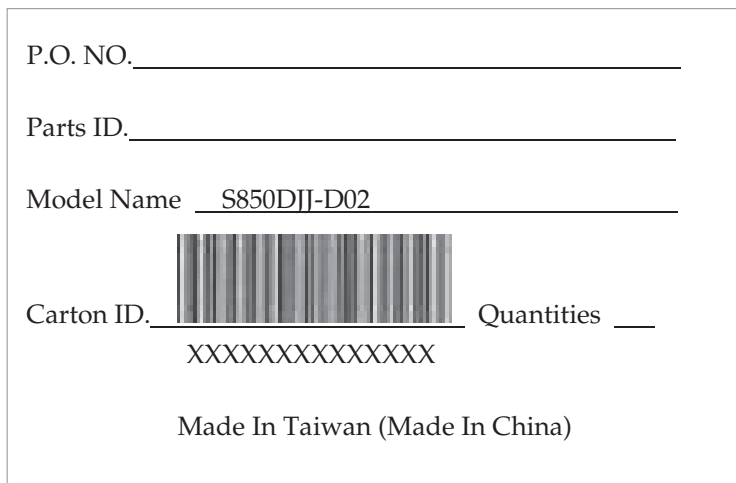 P.O. NO.
Parts ID.
Model Name S850DJJ-D02
Carton ID. Quantities
XXXXXXXXXXXXXX
Made In Taiwan (Made In China)